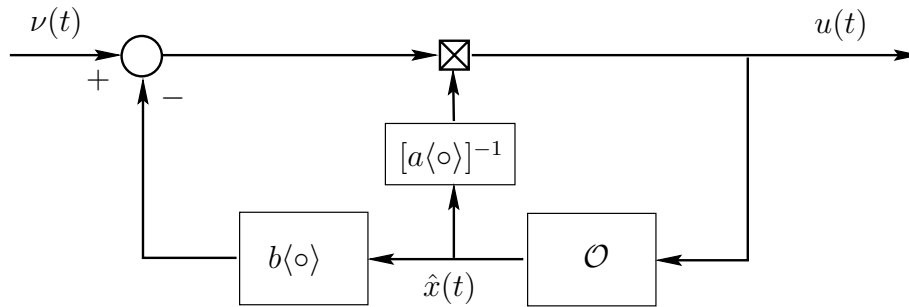 ν(t)
u(t)
+
−
[a⟨∘⟩]⁻¹
b⟨∘⟩
𝒪
x̂(t)